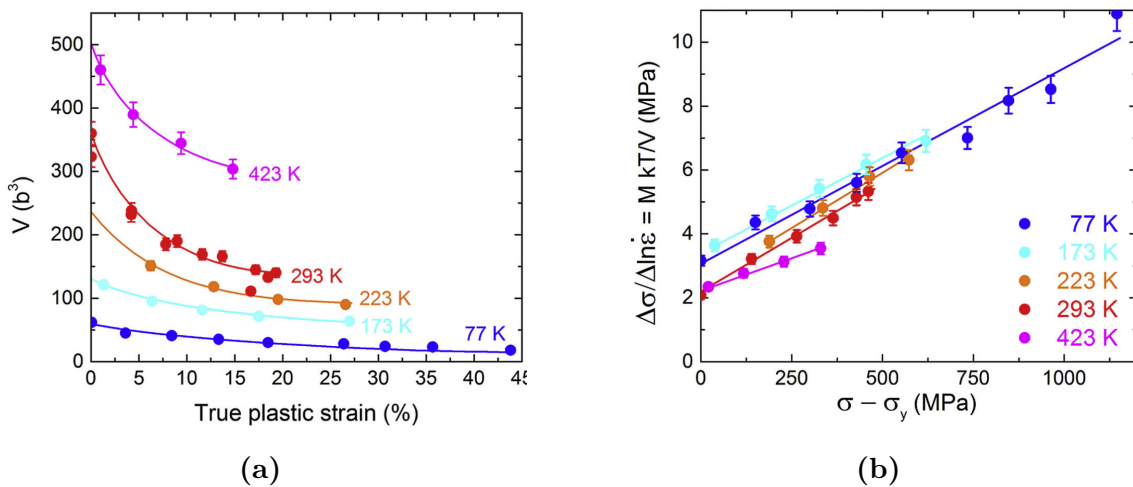 V (b³)
500
400
300
200
100
0
423 K
293 K
223 K
173 K
77 K
0 5 10 15 20 25 30 35 40 45
True plastic strain (%)
(a)
Δσ/Δlnε̇ = M kT/V (MPa)
10
8
6
4
2
0
77 K
173 K
223 K
293 K
423 K
0 250 500 750 1000
σ − σy (MPa)
(b)